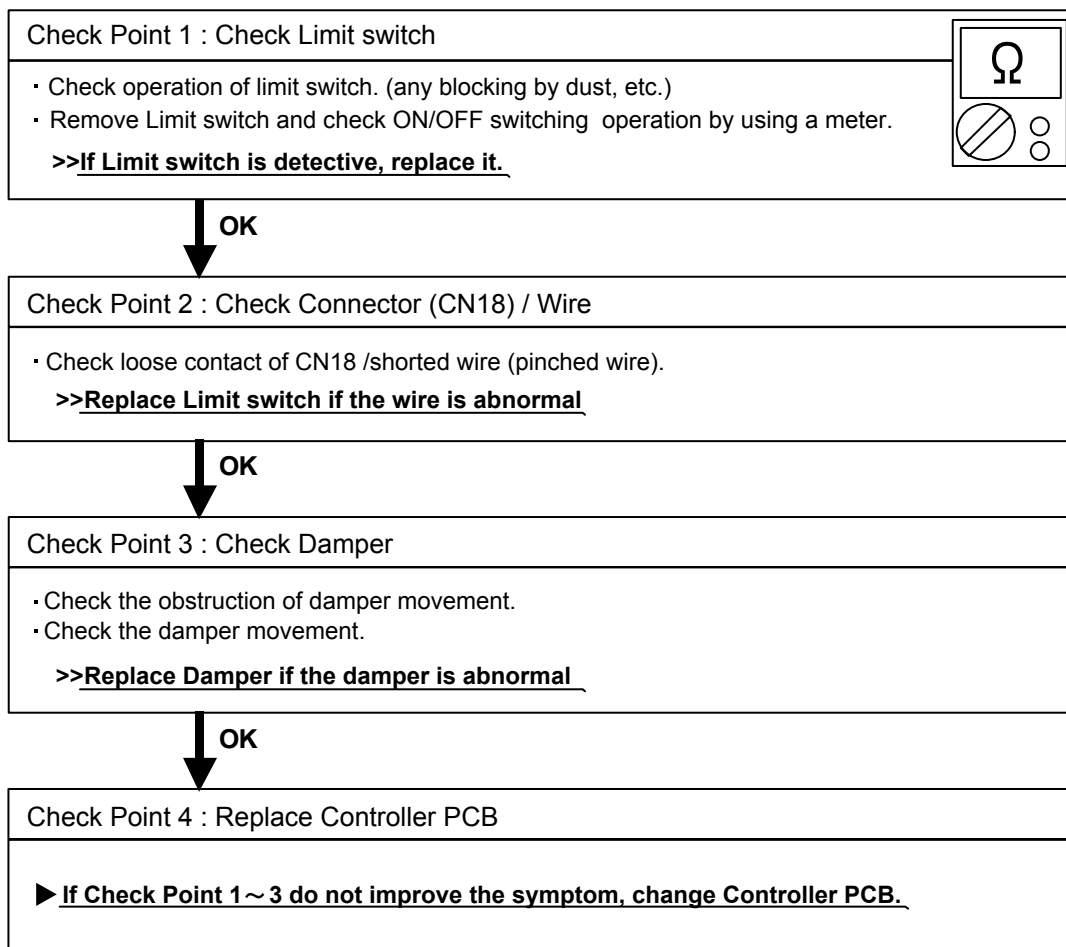 Check Point 1 : Check Limit switch
Ω
· Check operation of limit switch. (any blocking by dust, etc.)
· Remove Limit switch and check ON/OFF switching operation by using a meter.
>>If Limit switch is detective, replace it.
OK
Check Point 2 : Check Connector (CN18) / Wire
· Check loose contact of CN18 /shorted wire (pinched wire).
>>Replace Limit switch if the wire is abnormal
OK
Check Point 3 : Check Damper
· Check the obstruction of damper movement.
· Check the damper movement.
>>Replace Damper if the damper is abnormal
OK
Check Point 4 : Replace Controller PCB
▶ If Check Point 1～3 do not improve the symptom, change Controller PCB.